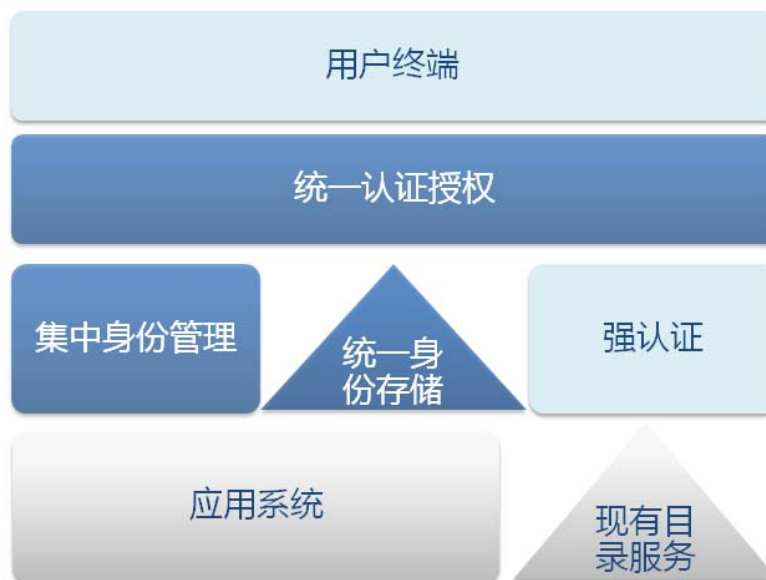 用户终端
统一认证授权
集中身份管理
统一身
份存储
强认证
应用系统
现有目
录服务